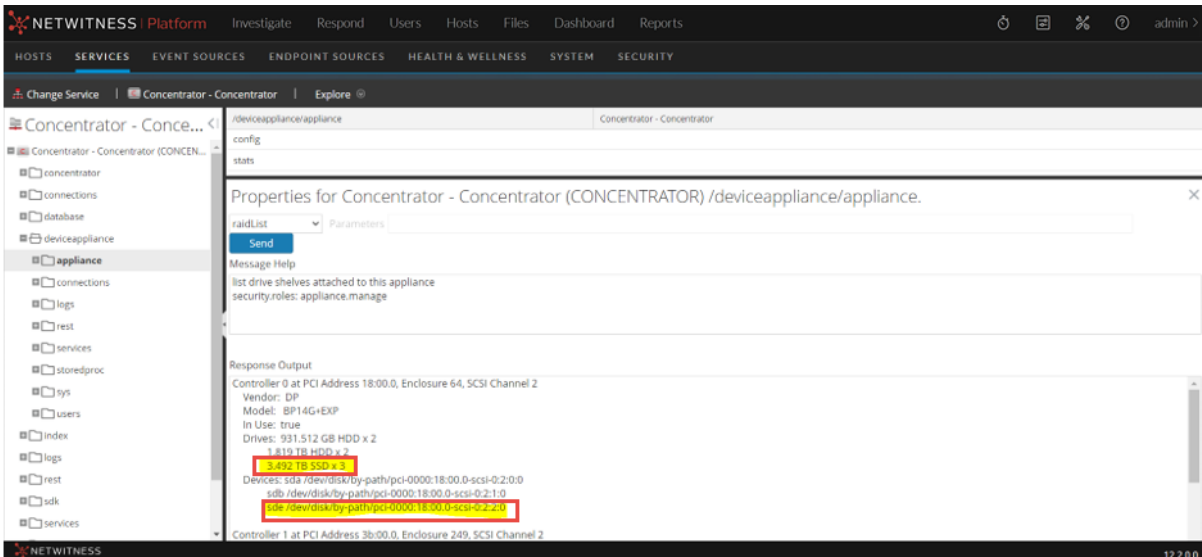 NETWITNESS | Platform Investigate Respond Users Hosts Files Dashboard Reports admin >
HOSTS SERVICES EVENT SOURCES ENDPOINT SOURCES HEALTH & WELLNESS SYSTEM SECURITY
Change Service | Concentrator - Concentrator | Explore
Concentrator - Conce...
Concentrator - Concentrator (CONCEN...
concentrator
connections
database
deviceappliance
appliance
connections
logs
rest
services
storedproc
sys
users
index
logs
rest
sdk
services
/deviceappliance/appliance Concentrator - Concentrator
config
stats
Properties for Concentrator - Concentrator (CONCENTRATOR) /deviceappliance/appliance.
raidList Parameters
Send
Message Help
list drive shelves attached to this appliance
security.roles: appliance.manage
Response Output
Controller 0 at PCI Address 18:00.0, Enclosure 64, SCSI Channel 2
Vendor: DP
Model: BP14G+EXP
In Use: true
Drives: 931.512 GB HDD x 2
1.819 TB HDD x 2
3.492 TB SSD x 3
Devices: sda /dev/disk/by-path/pci-0000:18:00.0-scsi-0:2:0:0
sdb /dev/disk/by-path/pci-0000:18:00.0-scsi-0:2:1:0
sde /dev/disk/by-path/pci-0000:18:00.0-scsi-0:2:2:0
Controller 1 at PCI Address 3b:00.0, Enclosure 249, SCSI Channel 2
NETWITNESS 12.2.0.0